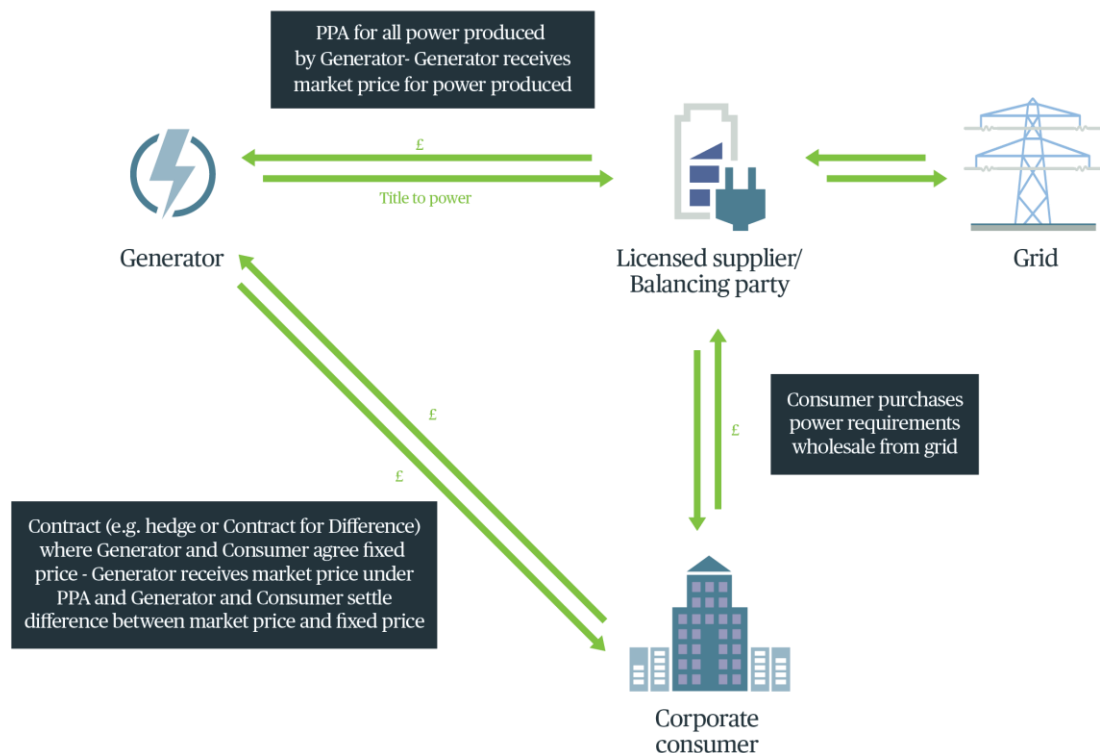 PPA for all power produced
by Generator- Generator receives
market price for power produced
£
Title to power
Generator
Licensed supplier/
Balancing party
Grid
£
£
£
Consumer purchases
power requirements
wholesale from grid
Contract (e.g. hedge or Contract for Difference)
where Generator and Consumer agree fixed
price - Generator receives market price under
PPA and Generator and Consumer settle
difference between market price and fixed price
Corporate
consumer